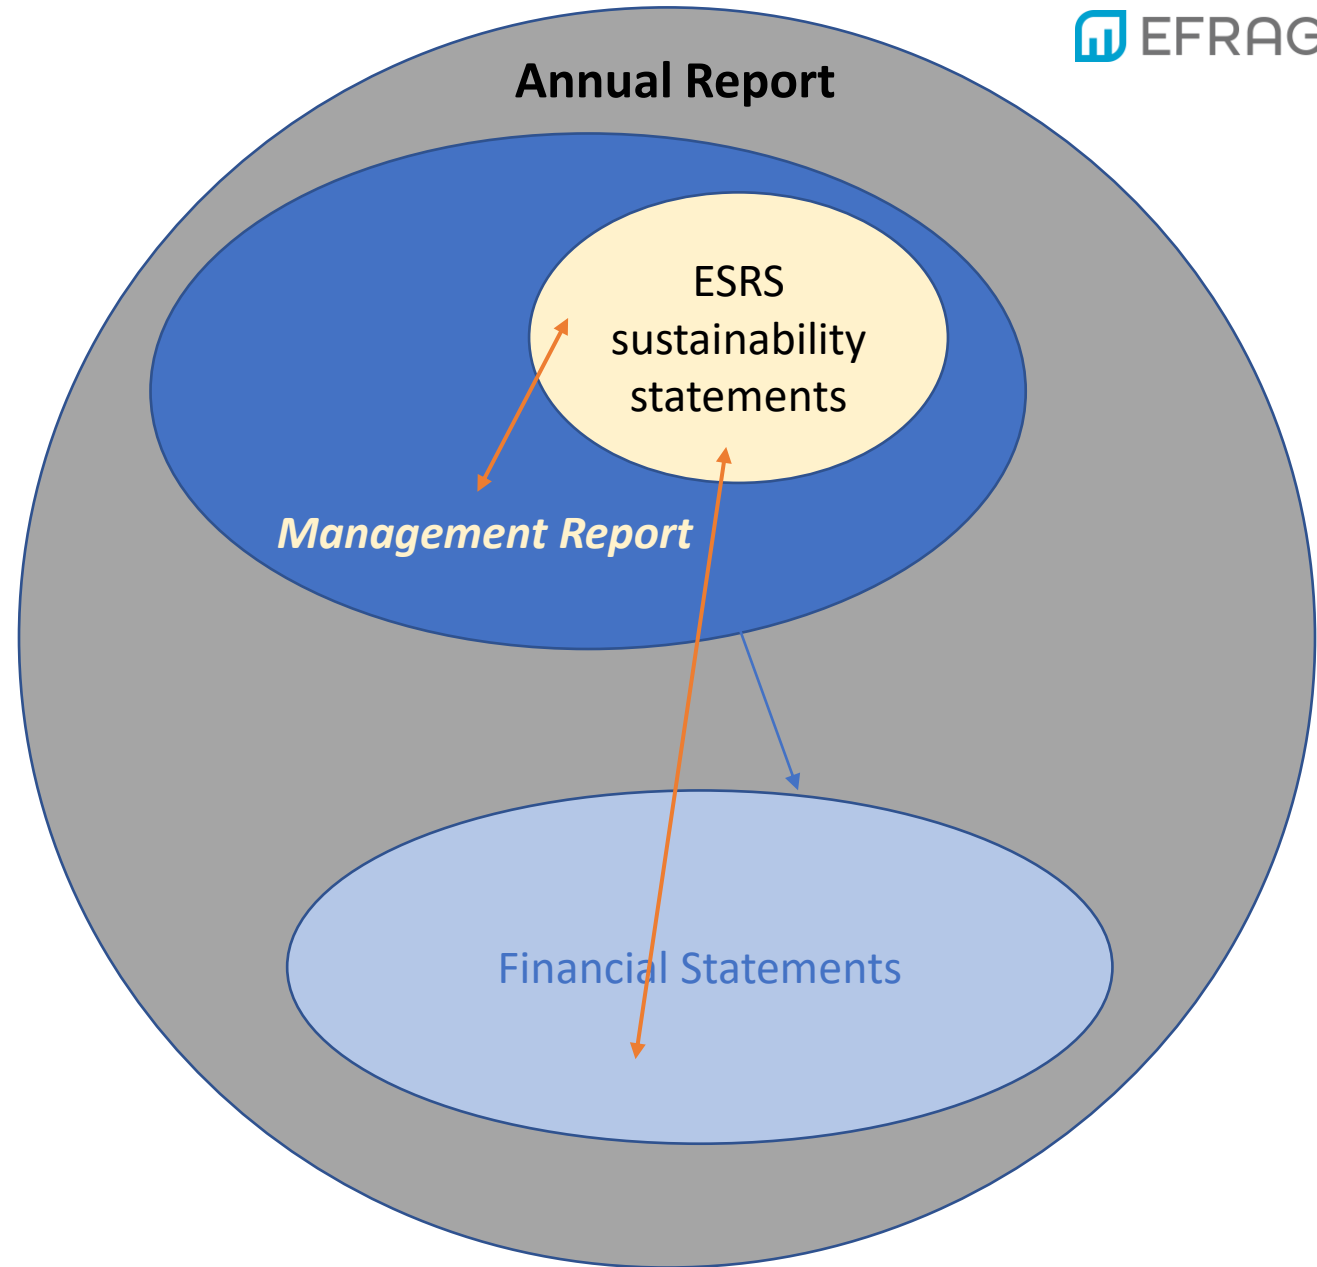 EFRAG
Annual Report
ESRS
sustainability
statements
Management Report
Financial Statements